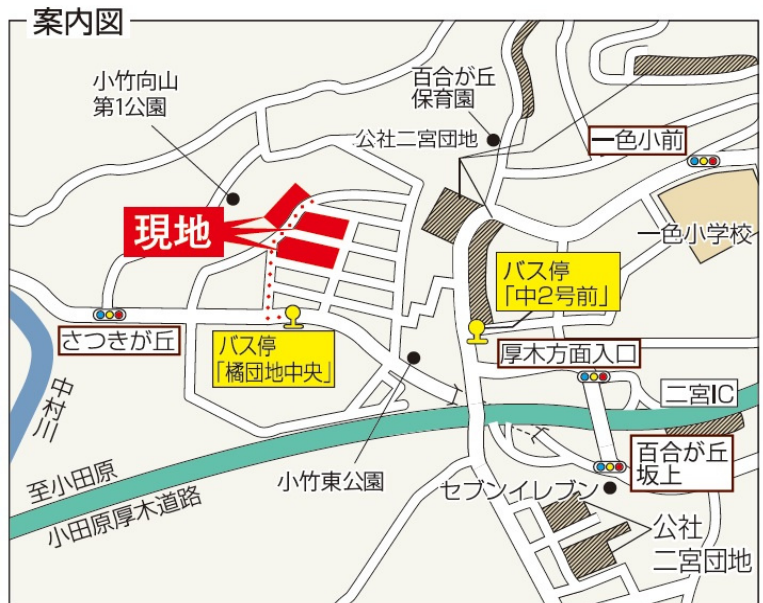 案内図
小竹向山
第1公園
百合が丘
保育園
公社二宮団地
一色小前
現地
一色小学校
バス停
「中2号前」
さつきが丘
バス停
「橘団地中央」
厚木方面入口
中村川
二宮IC
百合が丘
坂上
至小田原
小田原厚木道路
小竹東公園
セブンイレブン
公社
二宮団地